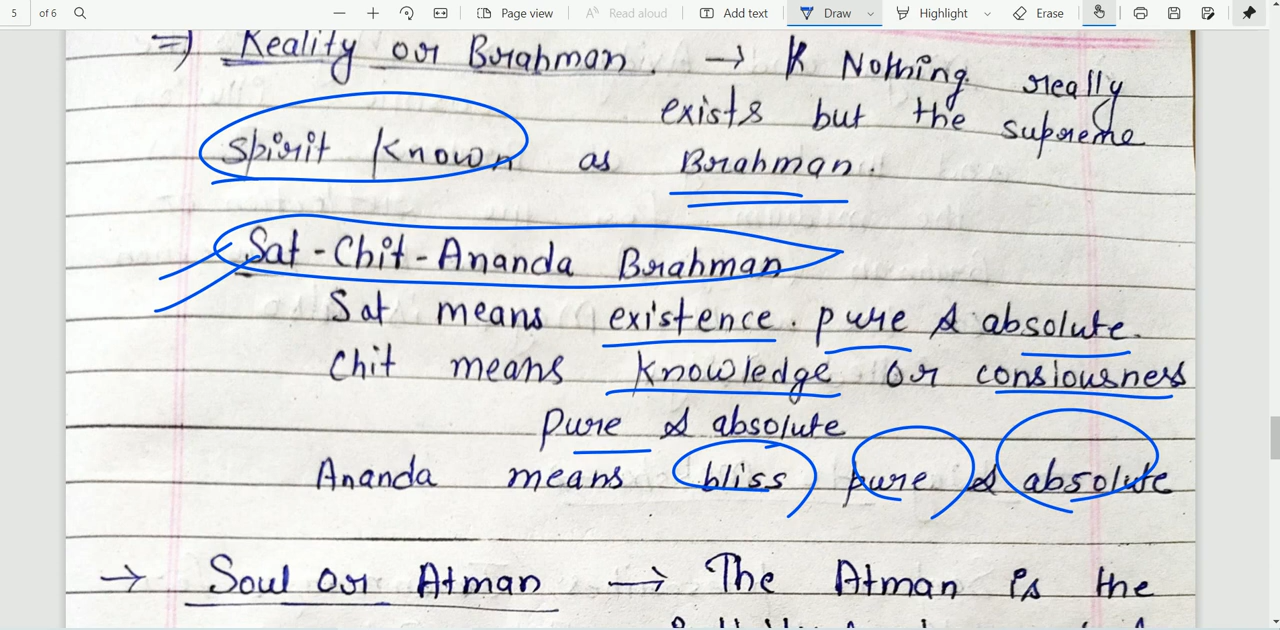 5 of 6 Page view Read aloud Add text Draw Highlight Erase
=) Reality or Brahman. → Nothing really
exists but the supreme
spirit known as Brahman.
Sat-Chit-Ananda Brahman
Sat means existence. pure & absolute.
Chit means knowledge or consiousness
pure & absolute
Ananda means bliss, pure & absolute
→ Soul or Atman → The Atman is the